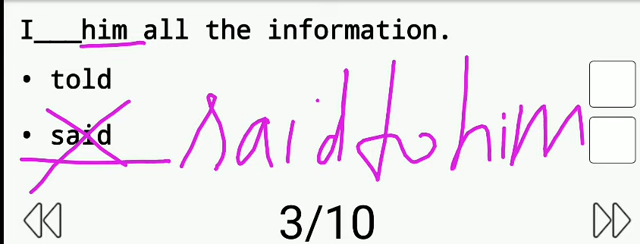 I___him all the information.
• told
• said said to him
3/10